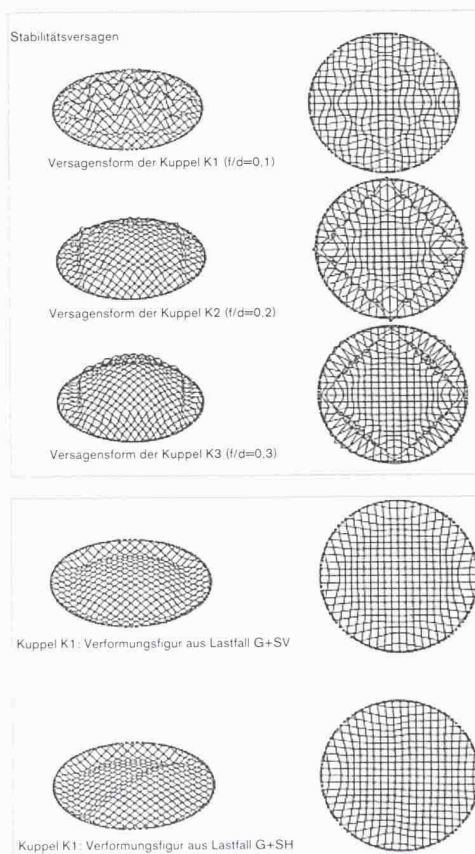 Stabilitätsversagen
Versagensform der Kuppel K1 (f/d=0,1)
Versagensform der Kuppel K2 (f/d=0,2)
Versagensform der Kuppel K3 (f/d=0,3)
Kuppel K1: Verformungsfigur aus Lastfall G+SV
Kuppel K1: Verformungsfigur aus Lastfall G+SH